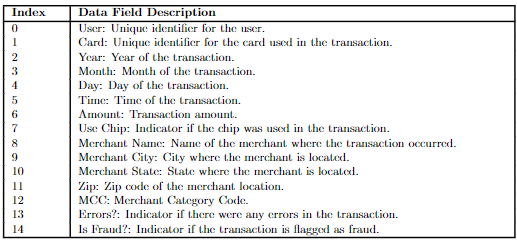 Index Data Field Description
0 User: Unique identifier for the user.
1 Card: Unique identifier for the card used in the transaction.
2 Year: Year of the transaction.
3 Month: Month of the transaction.
4 Day: Day of the transaction.
5 Time: Time of the transaction.
6 Amount: Transaction amount.
7 Use Chip: Indicator if the chip was used in the transaction.
8 Merchant Name: Name of the merchant where the transaction occurred.
9 Merchant City: City where the merchant is located.
10 Merchant State: State where the merchant is located.
11 Zip: Zip code of the merchant location.
12 MCC: Merchant Category Code.
13 Errors?: Indicator if there were any errors in the transaction.
14 Is Fraud?: Indicator if the transaction is flagged as fraud.